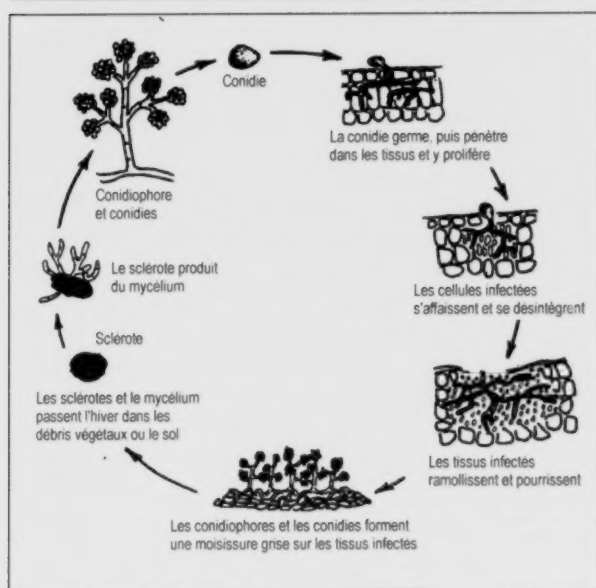 Conidie
La conidie germe, puis pénètre
dans les tissus et y prolifère
Les cellules infectées
s'affaissent et se désintègrent
Les tissus infectés
ramollissent et pourrissent
Les conidiophores et les conidies forment
une moisissure grise sur les tissus infectés
Les sclérotes et le mycélium
passent l'hiver dans les
débris végétaux ou le sol
Sclérote
Le sclérote produit
du mycélium
Conidiophore
et conidies